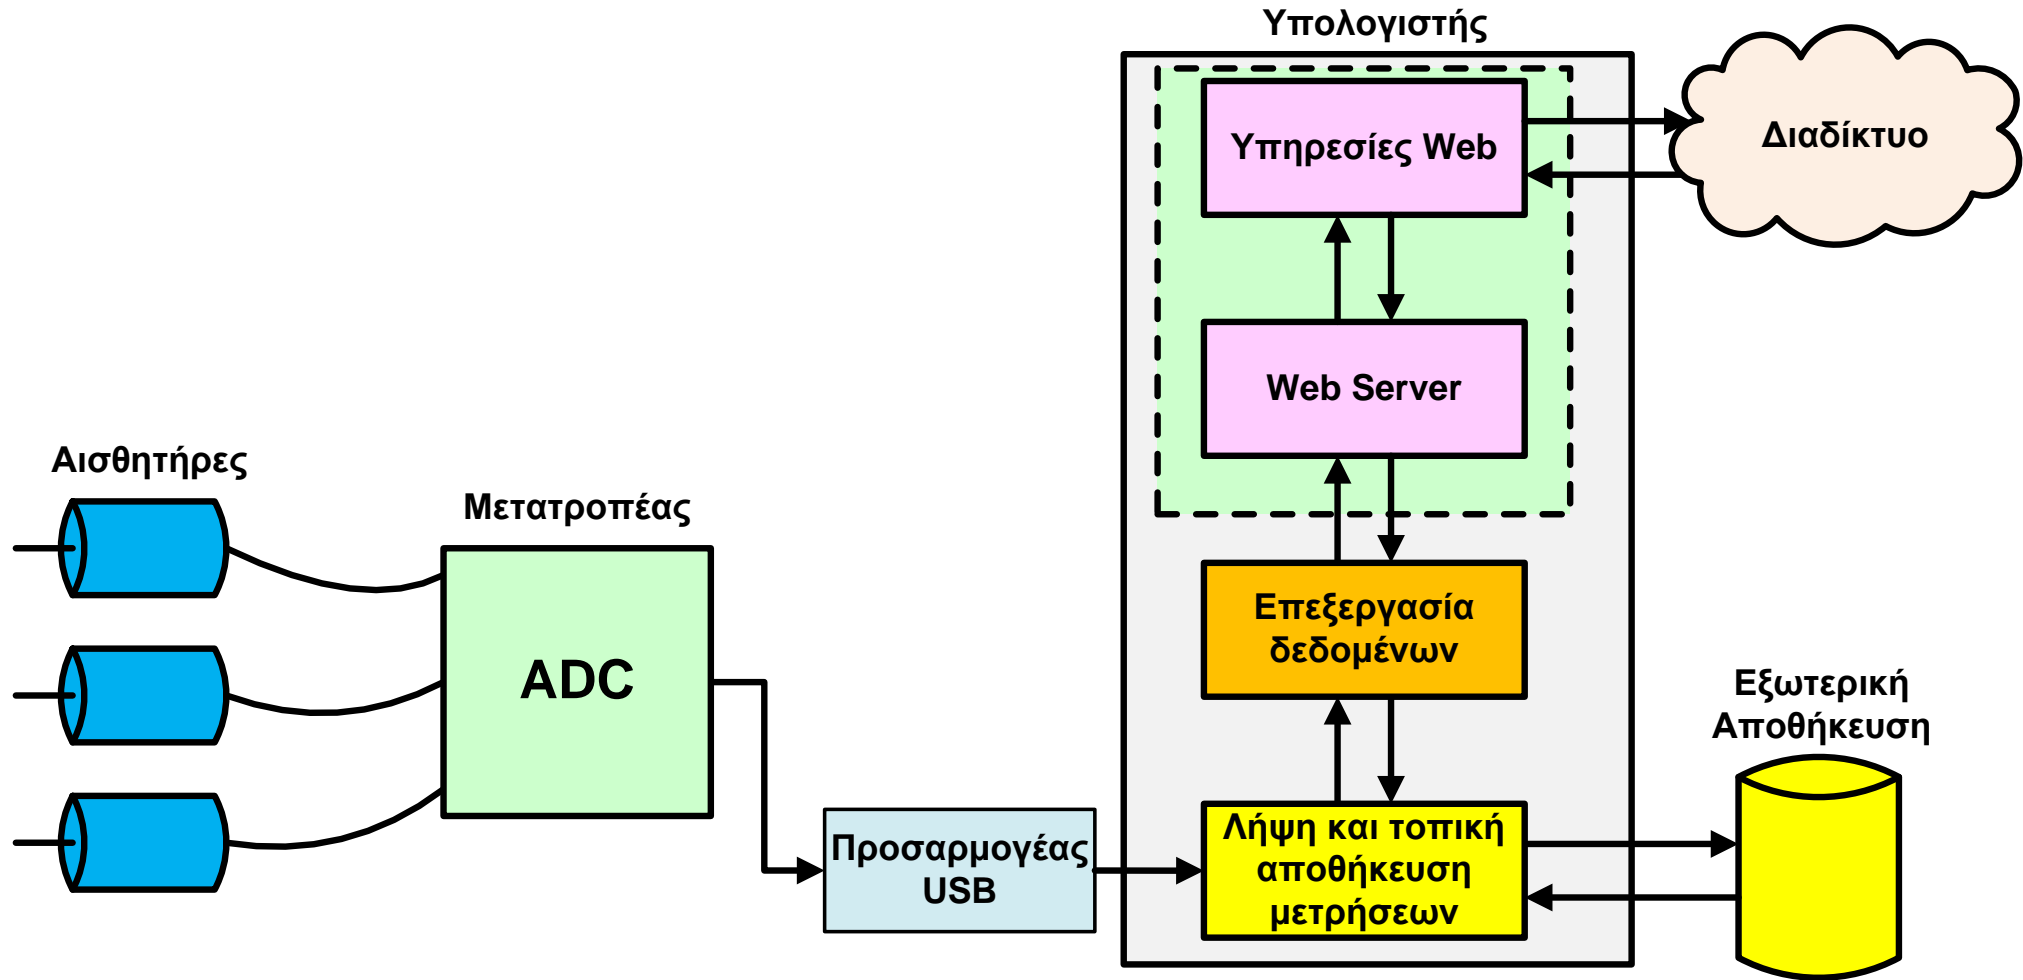 Υπολογιστής
Υπηρεσίες Web
Διαδίκτυο
Web Server
Αισθητήρες
Μετατροπέας
ADC
Επεξεργασία
δεδομένων
Εξωτερική
Αποθήκευση
Προσαρμογέας
USB
Λήψη και τοπική
αποθήκευση
μετρήσεων